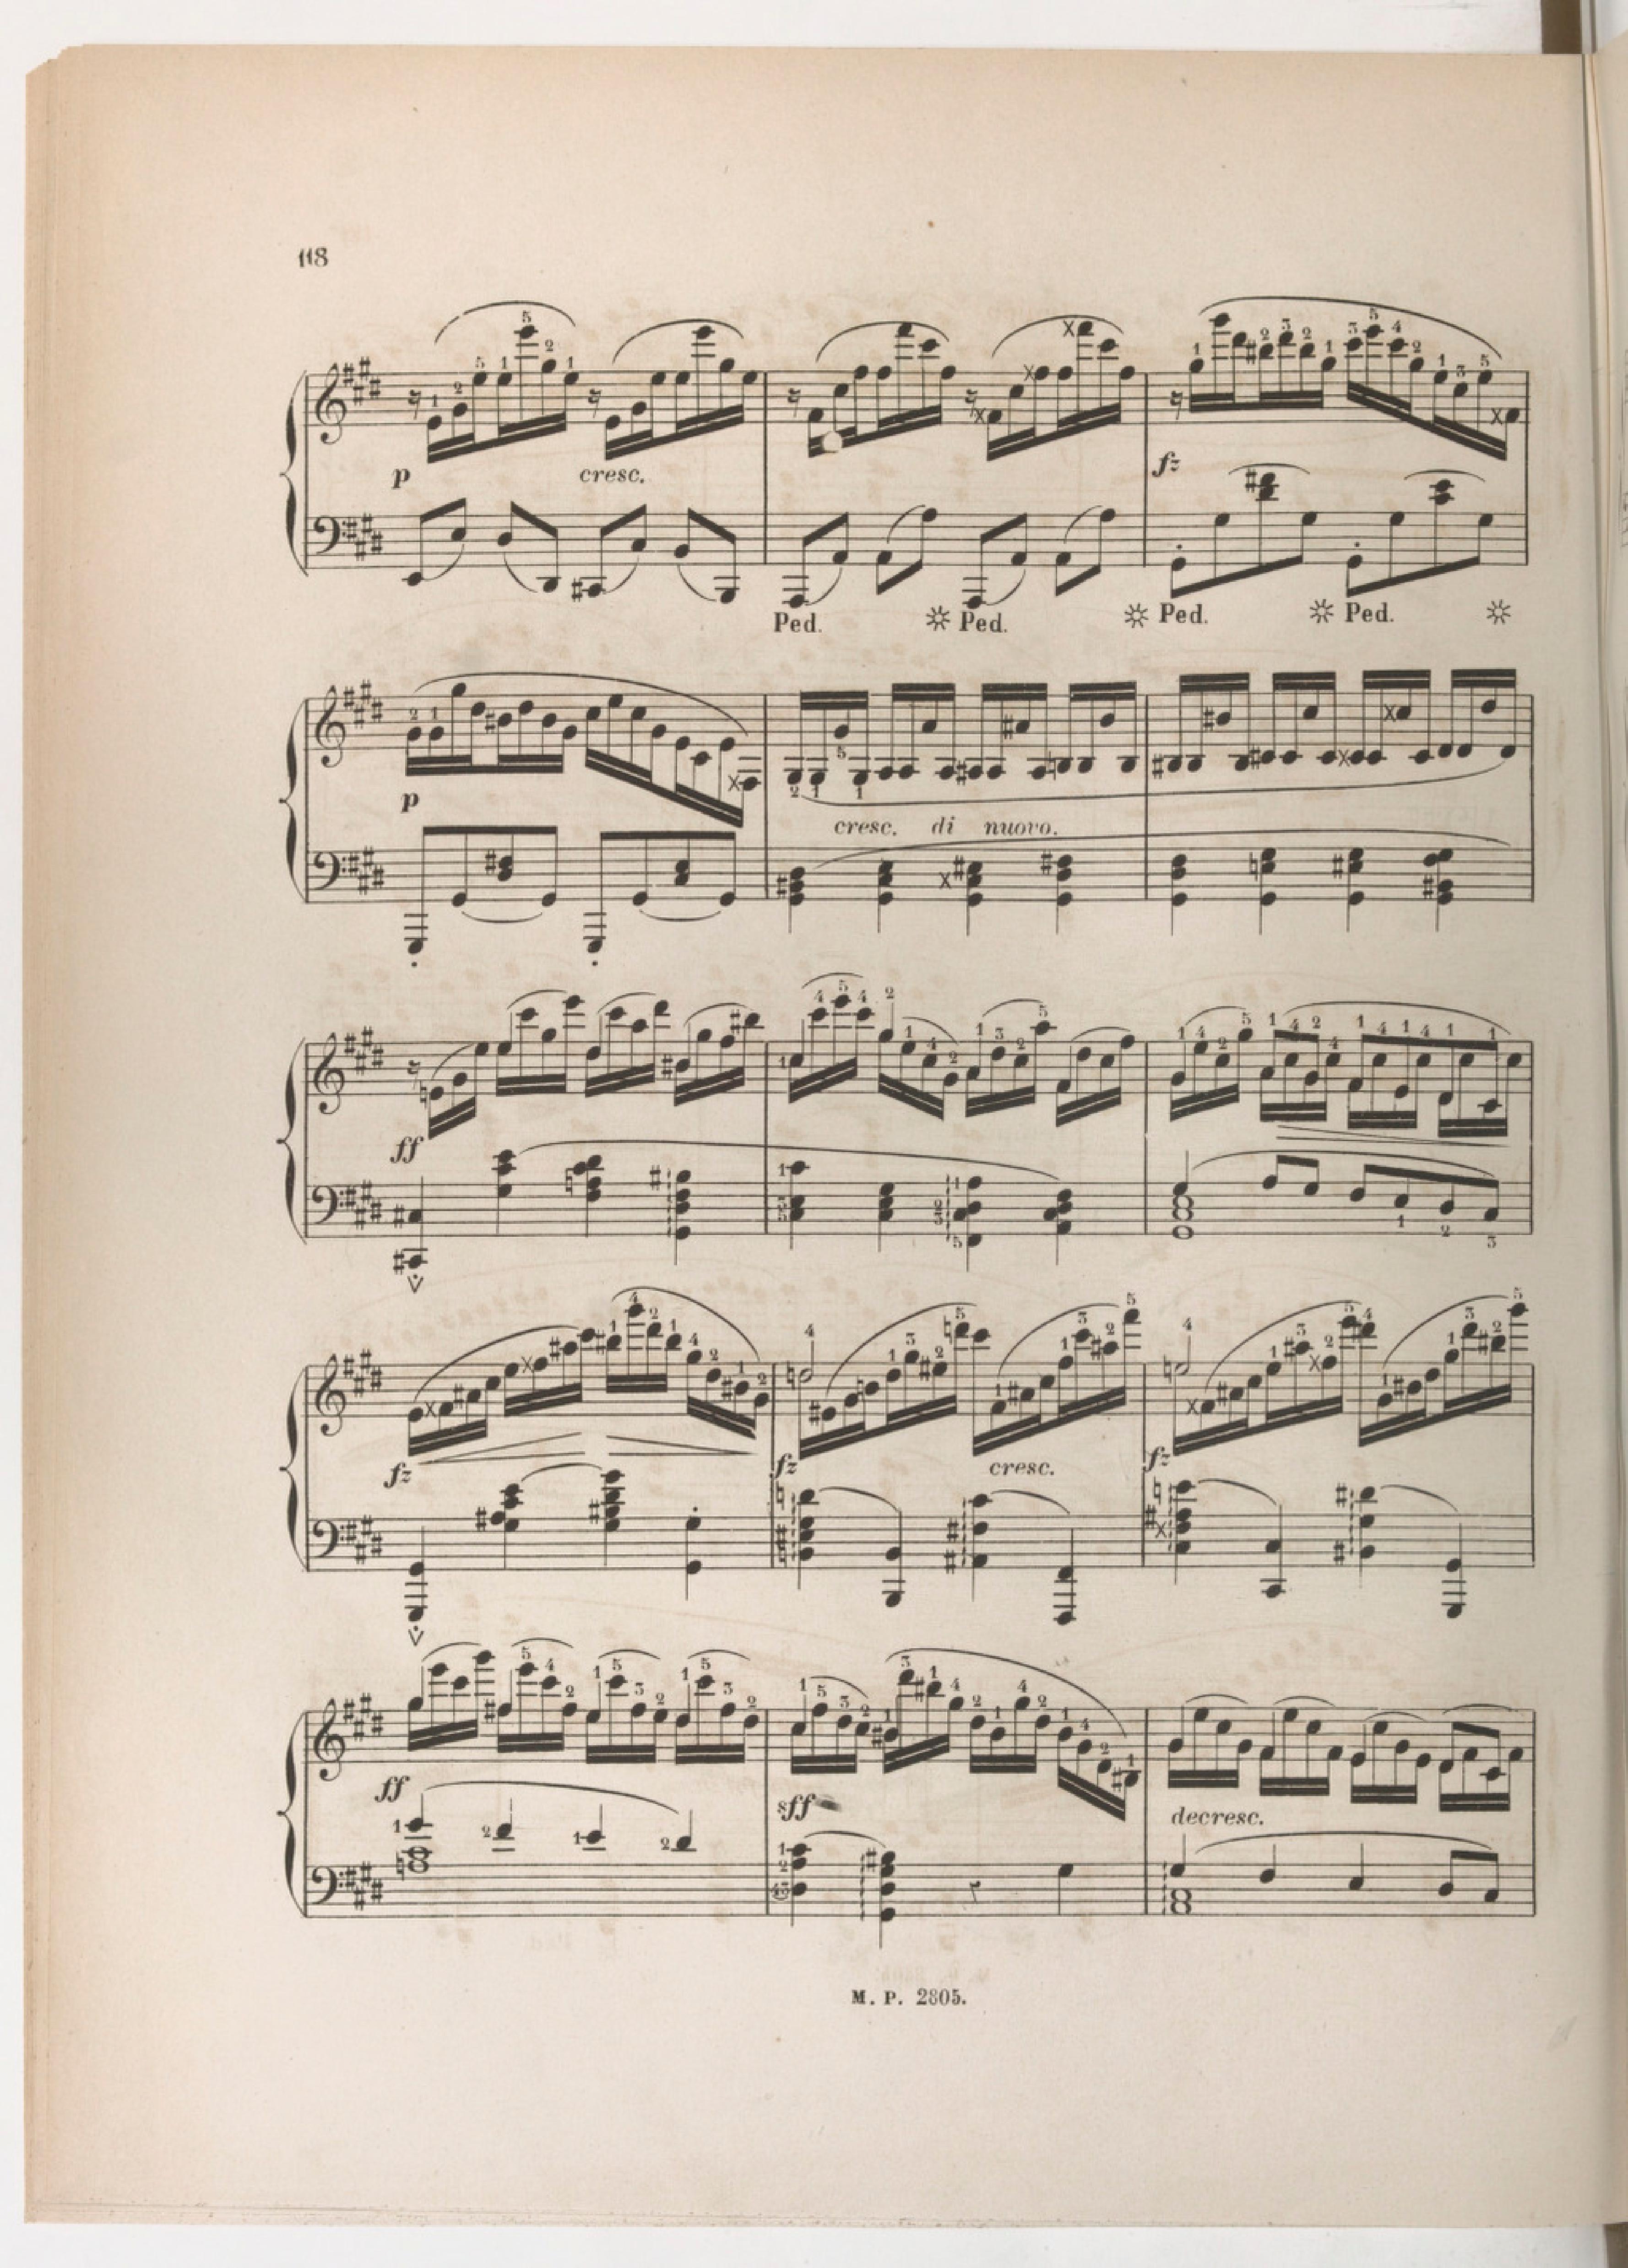 118
p cresc.
fz
Ped. Ped. Ped. Ped.
p
cresc. di nuovo.
ff
fz fz cresc. fz
ff
sff
decresc.
M. P. 2805.